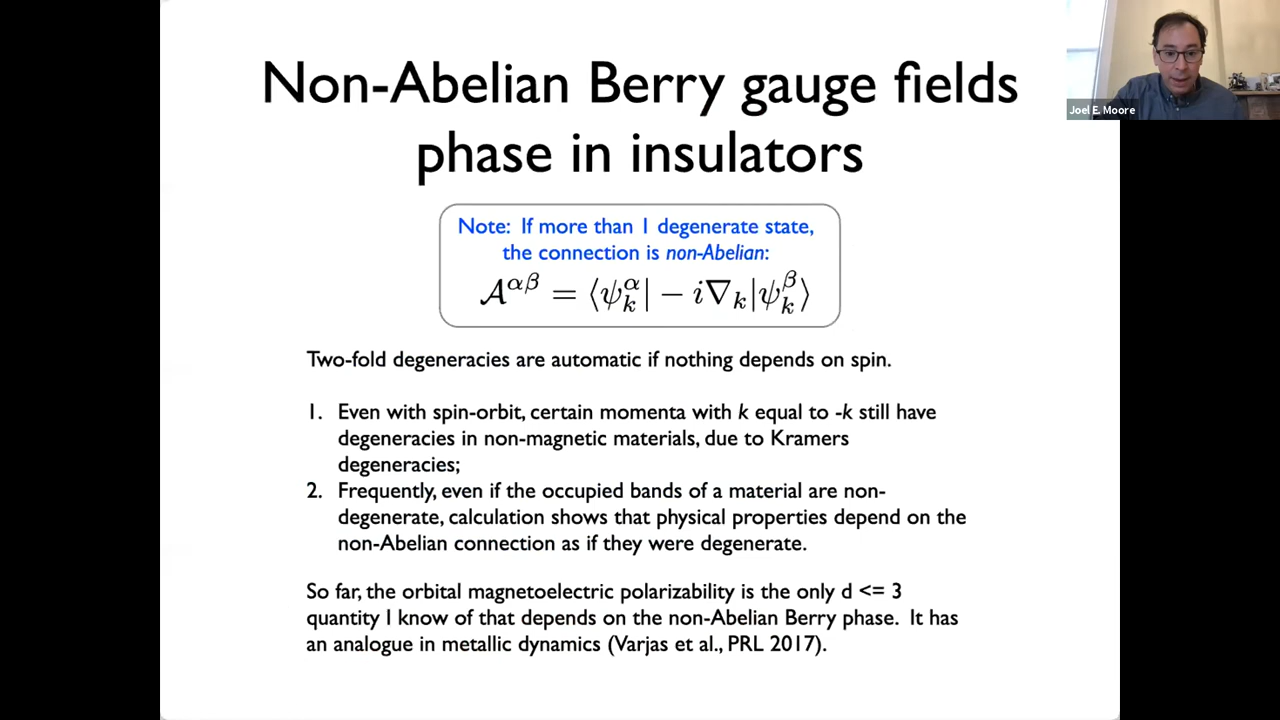 Non-Abelian Berry gauge fields
phase in insulators
Joel E. Moore
Note: If more than 1 degenerate state,
the connection is non-Abelian:
𝒜^{αβ} = ⟨ψ_k^α| − i∇_k|ψ_k^β⟩
Two-fold degeneracies are automatic if nothing depends on spin.
1. Even with spin-orbit, certain momenta with k equal to -k still have
degeneracies in non-magnetic materials, due to Kramers
degeneracies;
2. Frequently, even if the occupied bands of a material are non-
degenerate, calculation shows that physical properties depend on the
non-Abelian connection as if they were degenerate.
So far, the orbital magnetoelectric polarizability is the only d <= 3
quantity I know of that depends on the non-Abelian Berry phase. It has
an analogue in metallic dynamics (Varjas et al., PRL 2017).